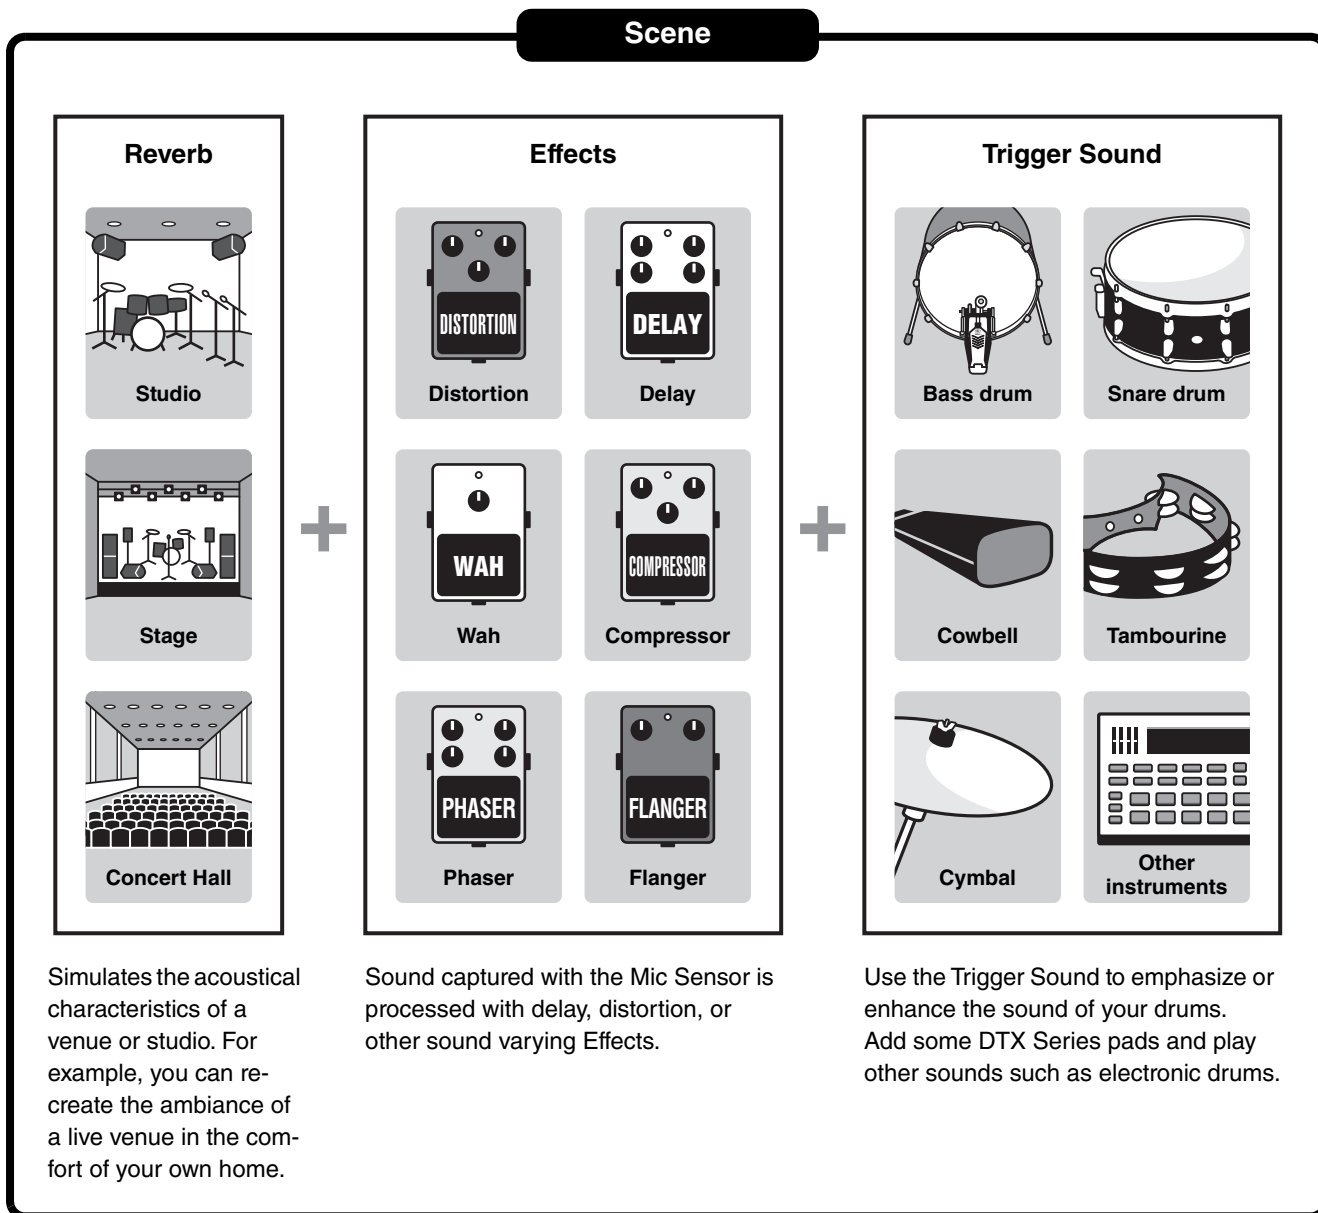 Scene
Reverb
Studio
Stage
Concert Hall
Simulates the acoustical
characteristics of a
venue or studio. For
example, you can re-
create the ambiance of
a live venue in the com-
fort of your own home.
+
Effects
DISTORTION
Distortion
DELAY
Delay
WAH
Wah
COMPRESSOR
Compressor
PHASER
Phaser
FLANGER
Flanger
Sound captured with the Mic Sensor is
processed with delay, distortion, or
other sound varying Effects.
+
Trigger Sound
Bass drum
Snare drum
Cowbell
Tambourine
Cymbal
Other
instruments
Use the Trigger Sound to emphasize or
enhance the sound of your drums.
Add some DTX Series pads and play
other sounds such as electronic drums.